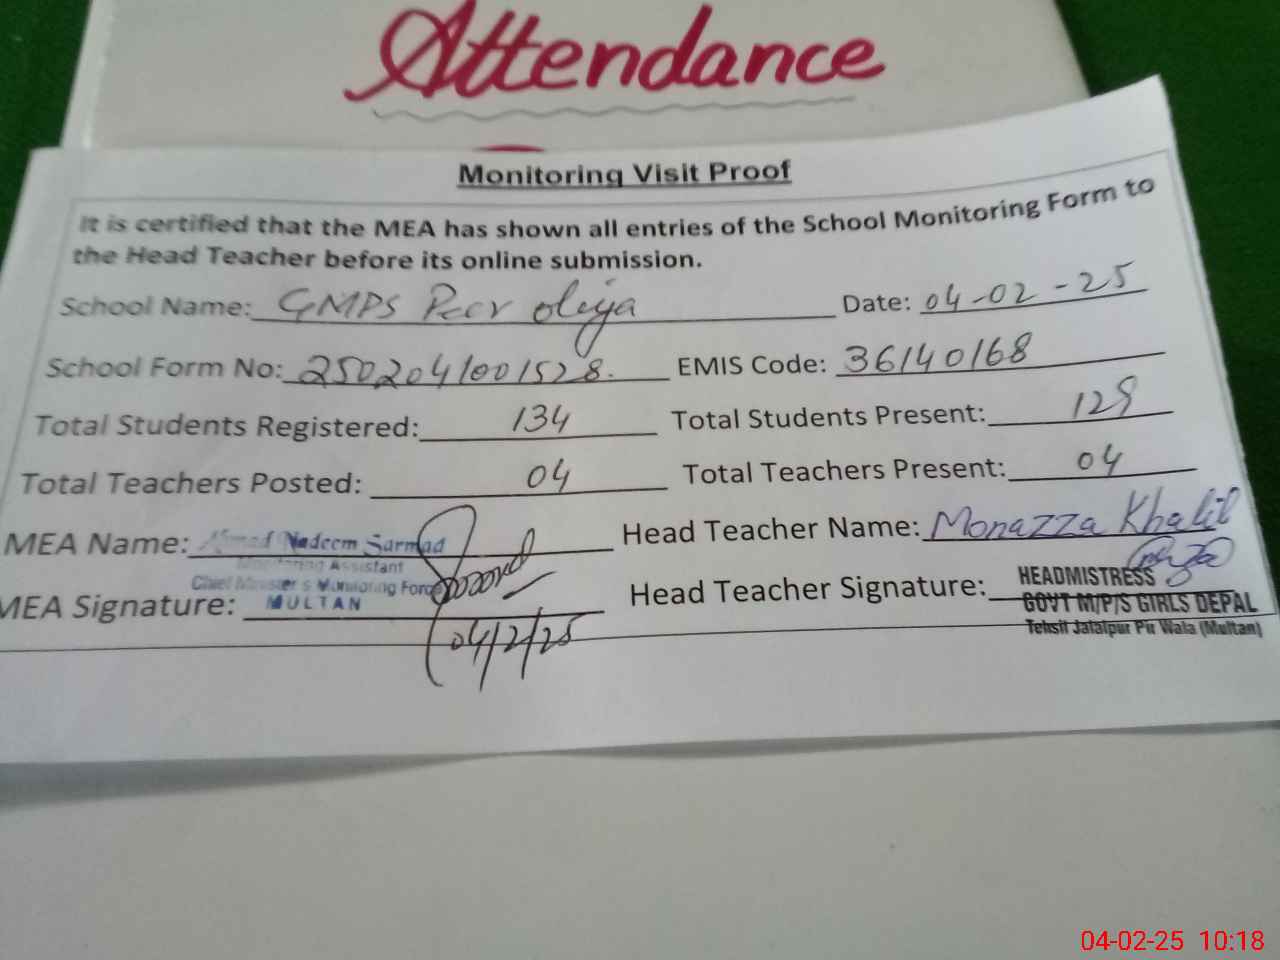 Attendance
Monitoring Visit Proof
It is certified that the MEA has shown all entries of the School Monitoring Form to
the Head Teacher before its online submission.
School Name: GMPS Peer oliya Date: 04-02-25
School Form No: 2502041001528. EMIS Code: 36140168
Total Students Registered: 134 Total Students Present: 129
Total Teachers Posted: 04 Total Teachers Present: 04
MEA Name: Ahmad Nadeem Sarmad Head Teacher Name: Monazza Khalil
Monitoring Assistant
Chief Minister's Monitoring Force
MULTAN
MEA Signature: Head Teacher Signature:
HEADMISTRESS
GOVT M/P/S GIRLS DEPAL
Tehsil Jalalpur Pir Wala (Multan)
04/2/25
04-02-25 10:18